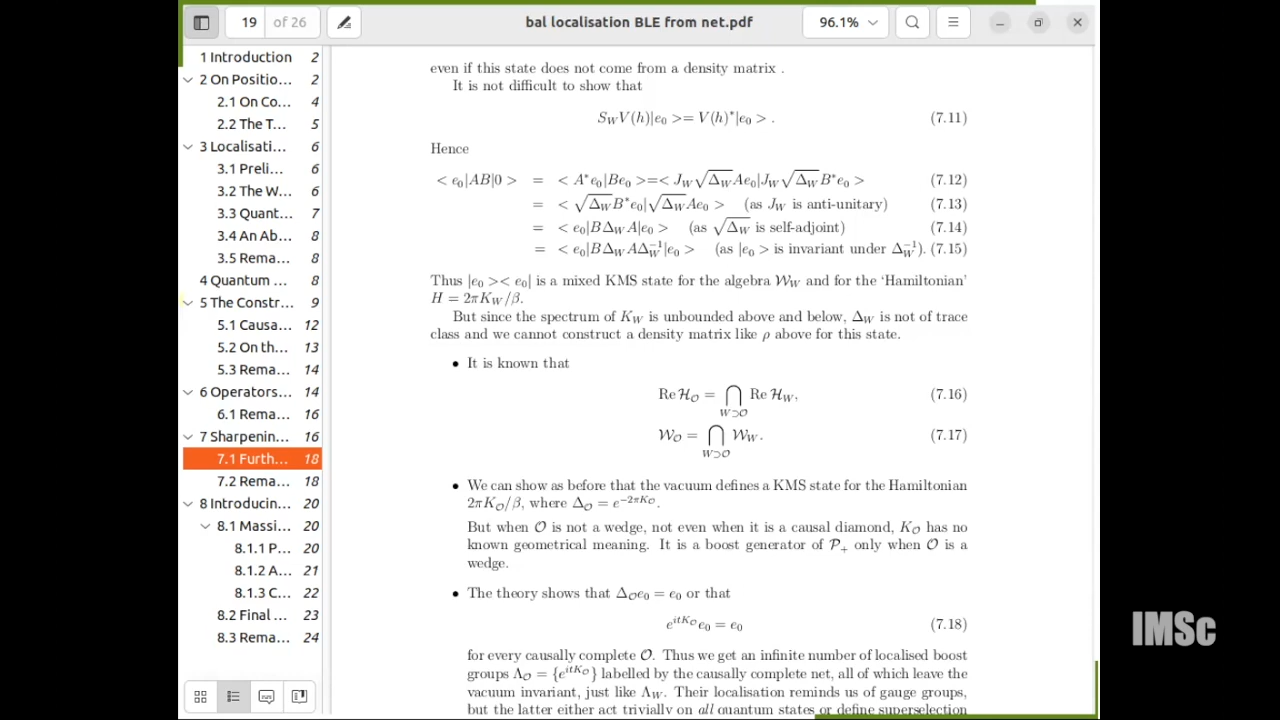 19 of 26
bal localisation BLE from net.pdf
96.1%
1 Introduction 2
2 On Positio... 2
2.1 On Co... 4
2.2 The T... 5
3 Localisati... 6
3.1 Preli... 6
3.2 The W... 6
3.3 Quant... 7
3.4 An Ab... 8
3.5 Rema... 8
4 Quantum ... 8
5 The Constr... 9
5.1 Causa... 12
5.2 On th... 13
5.3 Rema... 14
6 Operators... 14
6.1 Rema... 16
7 Sharpenin... 16
7.1 Furth... 18
7.2 Rema... 18
8 Introducin... 20
8.1 Massi... 20
8.1.1 P... 20
8.1.2 A... 21
8.1.3 C... 22
8.2 Final ... 23
8.3 Rema... 24
even if this state does not come from a density matrix .
It is not difficult to show that
S_W V(h)|e_0 >= V(h)^*|e_0 > . (7.11)
Hence
< e_0|AB|0 > = < A^*e_0|Be_0 >=< J_W √Δ_W Ae_0|J_W √Δ_W B^*e_0 > (7.12)
= < √Δ_W B^*e_0|√Δ_W Ae_0 > (as J_W is anti-unitary) (7.13)
= < e_0|BΔ_W A|e_0 > (as √Δ_W is self-adjoint) (7.14)
= < e_0|BΔ_W AΔ_W^{-1}|e_0 > (as |e_0 > is invariant under Δ_W^{-1}). (7.15)
Thus |e_0 >< e_0| is a mixed KMS state for the algebra 𝒲_W and for the ‘Hamiltonian’
H = 2πK_W/β.
But since the spectrum of K_W is unbounded above and below, Δ_W is not of trace
class and we cannot construct a density matrix like ρ above for this state.
• It is known that
Re ℋ_𝒪 = ⋂_{W⊃𝒪} Re ℋ_W, (7.16)
𝒲_𝒪 = ⋂_{W⊃𝒪} 𝒲_W. (7.17)
• We can show as before that the vacuum defines a KMS state for the Hamiltonian
2πK_𝒪/β, where Δ_𝒪 = e^{-2πK_𝒪}.
But when 𝒪 is not a wedge, not even when it is a causal diamond, K_𝒪 has no
known geometrical meaning. It is a boost generator of 𝒫_+ only when 𝒪 is a
wedge.
• The theory shows that Δ_𝒪e_0 = e_0 or that
e^{itK_𝒪}e_0 = e_0 (7.18)
for every causally complete 𝒪. Thus we get an infinite number of localised boost
groups Λ_𝒪 = {e^{itK_𝒪}} labelled by the causally complete net, all of which leave the
vacuum invariant, just like Λ_W. Their localisation reminds us of gauge groups,
but the latter either act trivially on all quantum states or define superselection
IMSc